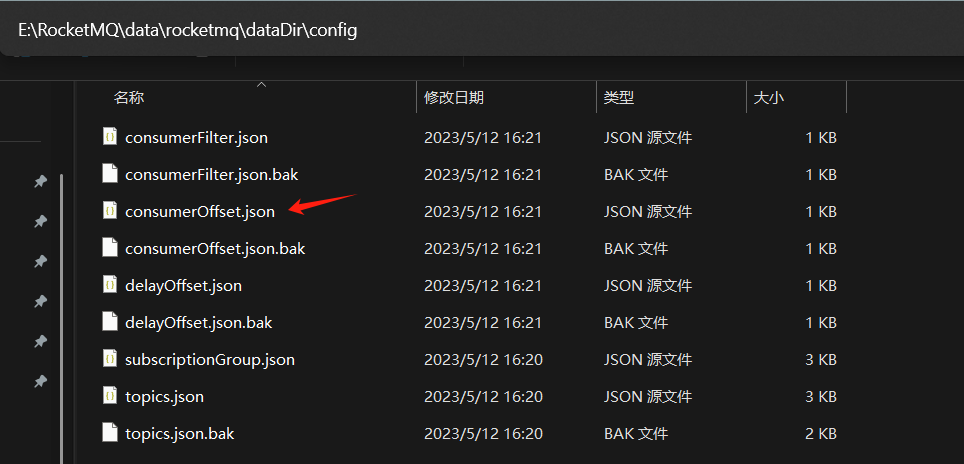 E:\RocketMQ\data\rocketmq\dataDir\config
名称 修改日期 类型 大小
consumerFilter.json 2023/5/12 16:21 JSON 源文件 1 KB
consumerFilter.json.bak 2023/5/12 16:21 BAK 文件 1 KB
consumerOffset.json 2023/5/12 16:21 JSON 源文件 1 KB
consumerOffset.json.bak 2023/5/12 16:21 BAK 文件 1 KB
delayOffset.json 2023/5/12 16:21 JSON 源文件 1 KB
delayOffset.json.bak 2023/5/12 16:21 BAK 文件 1 KB
subscriptionGroup.json 2023/5/12 16:20 JSON 源文件 3 KB
topics.json 2023/5/12 16:20 JSON 源文件 3 KB
topics.json.bak 2023/5/12 16:20 BAK 文件 2 KB